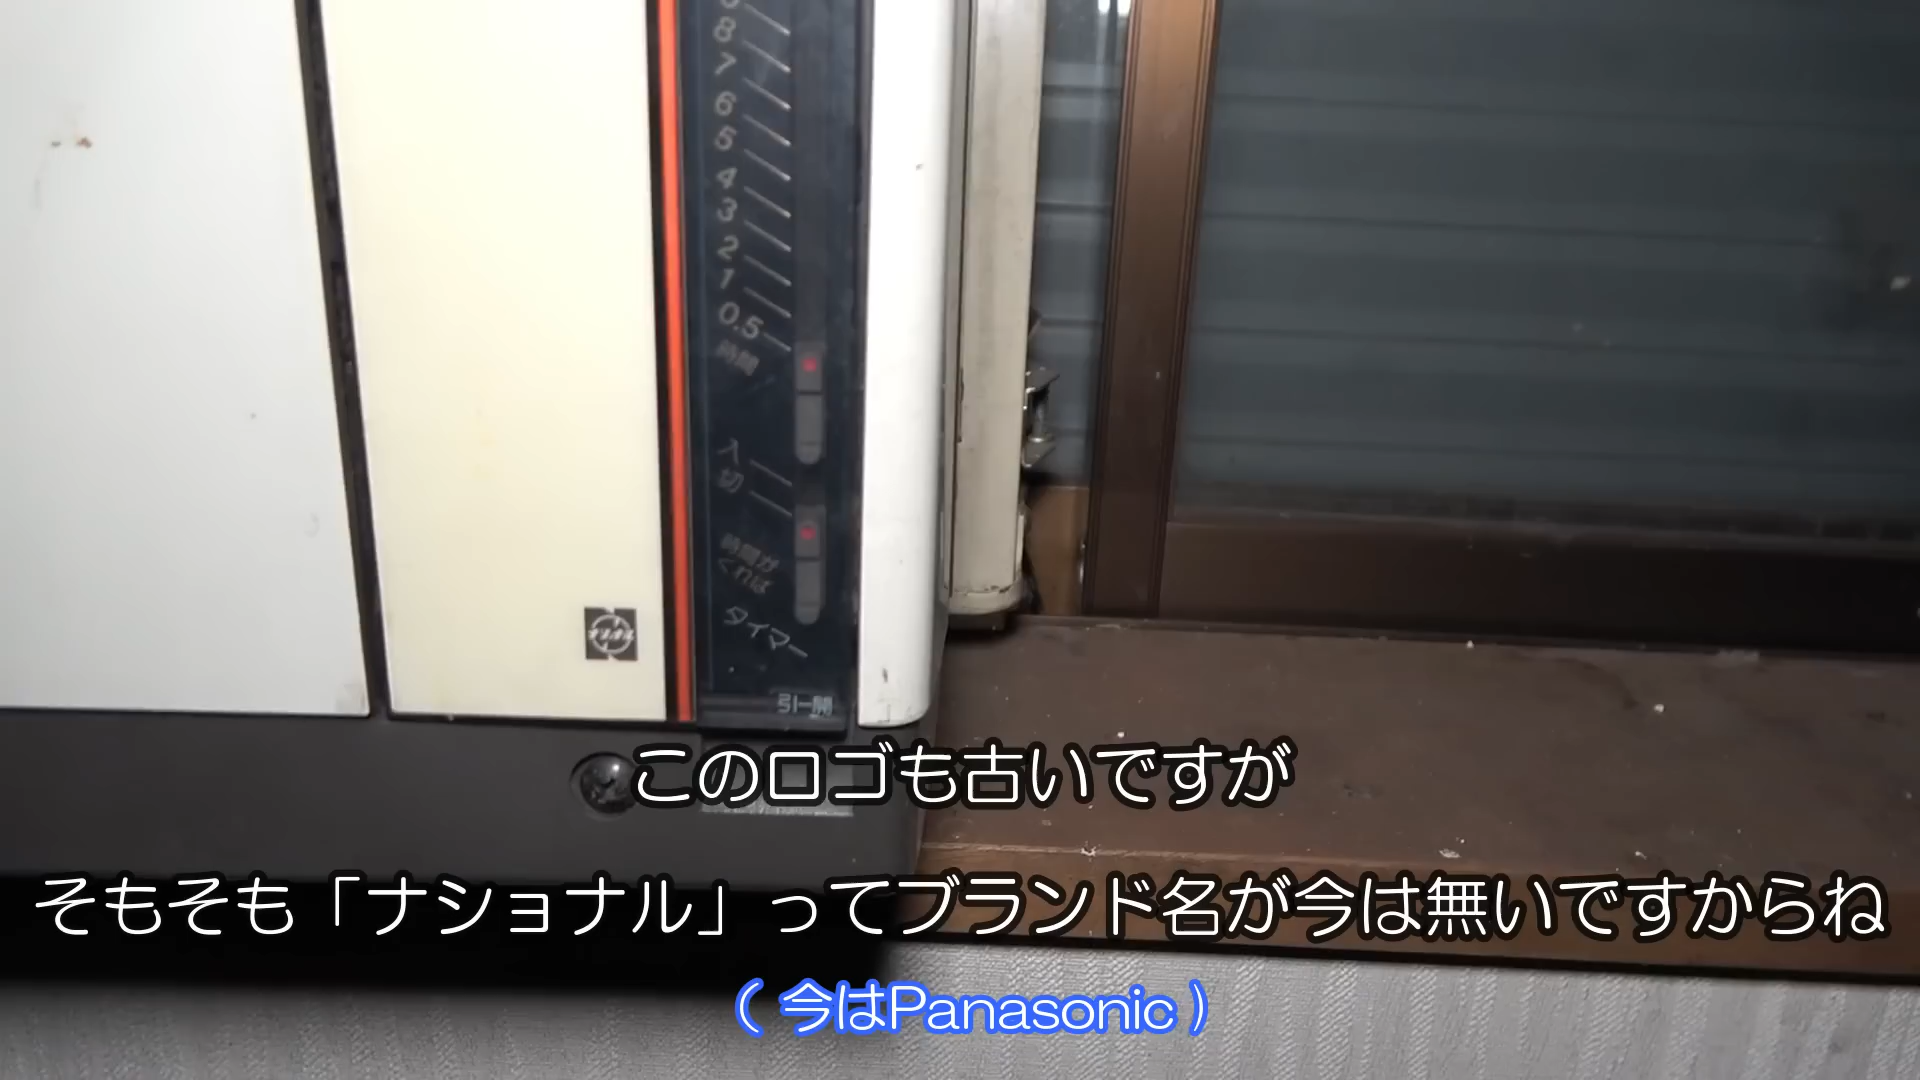 8
7
6
5
4
3
2
1
0.5
時間
入
切
時間が
くれば
タイマー
引一開
このロゴも古いですが
そもそも「ナショナル」ってブランド名が今は無いですからね
（今はPanasonic）